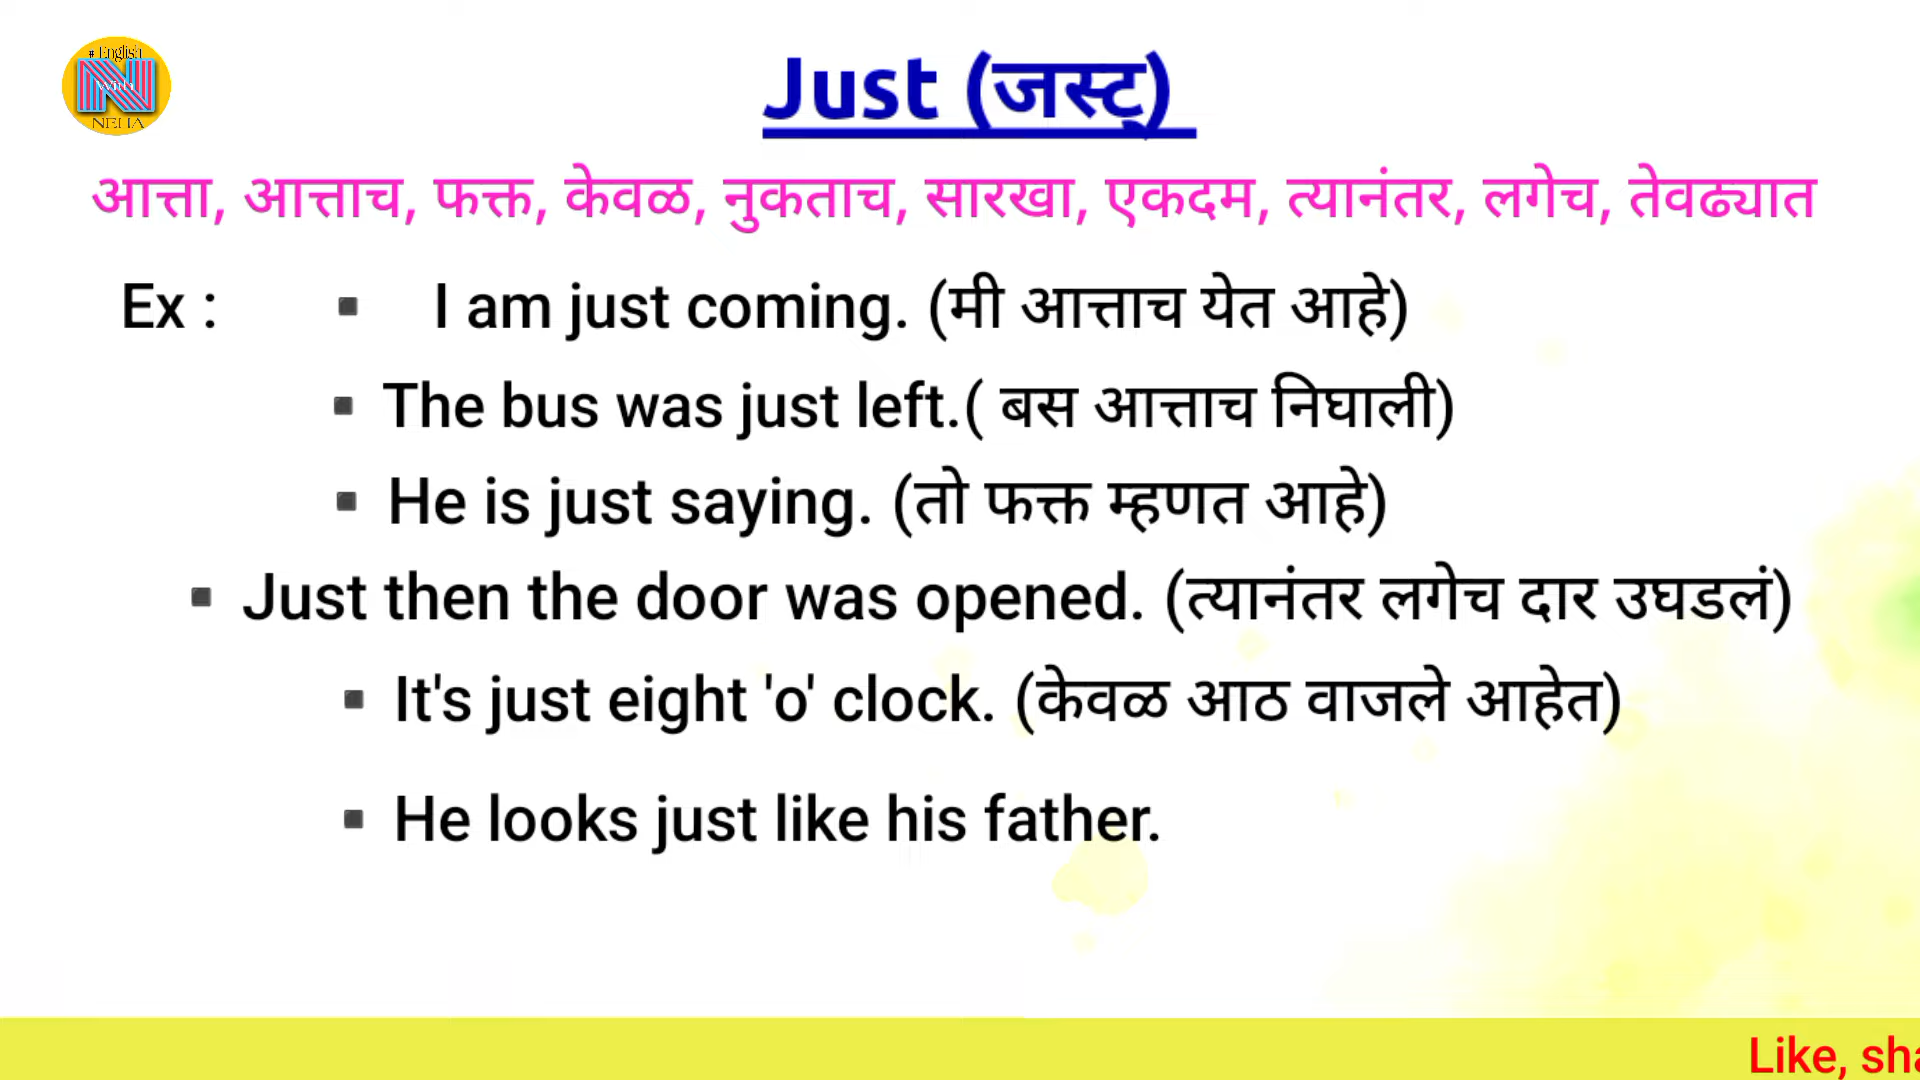 # English
With
NEHA
Just (जस्ट्)
आत्ता, आत्ताच, फक्त, केवळ, नुकताच, सारखा, एकदम, त्यानंतर, लगेच, तेवढ्यात
Ex : ▪ I am just coming. (मी आत्ताच येत आहे)
▪ The bus was just left.( बस आत्ताच निघाली)
▪ He is just saying. (तो फक्त म्हणत आहे)
▪ Just then the door was opened. (त्यानंतर लगेच दार उघडलं)
▪ It's just eight 'o' clock. (केवळ आठ वाजले आहेत)
▪ He looks just like his father.
Like, sha